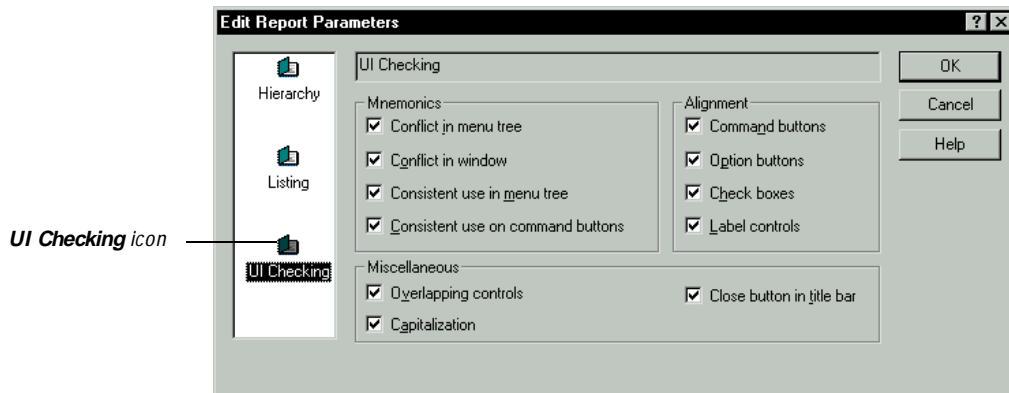 Edit Report Parameters
Hierarchy
Listing
UI Checking icon
UI Checking
UI Checking
Mnemonics
Conflict in menu tree
Conflict in window
Consistent use in menu tree
Consistent use on command buttons
Alignment
Command buttons
Option buttons
Check boxes
Label controls
Miscellaneous
Overlapping controls
Capitalization
Close button in title bar
OK
Cancel
Help